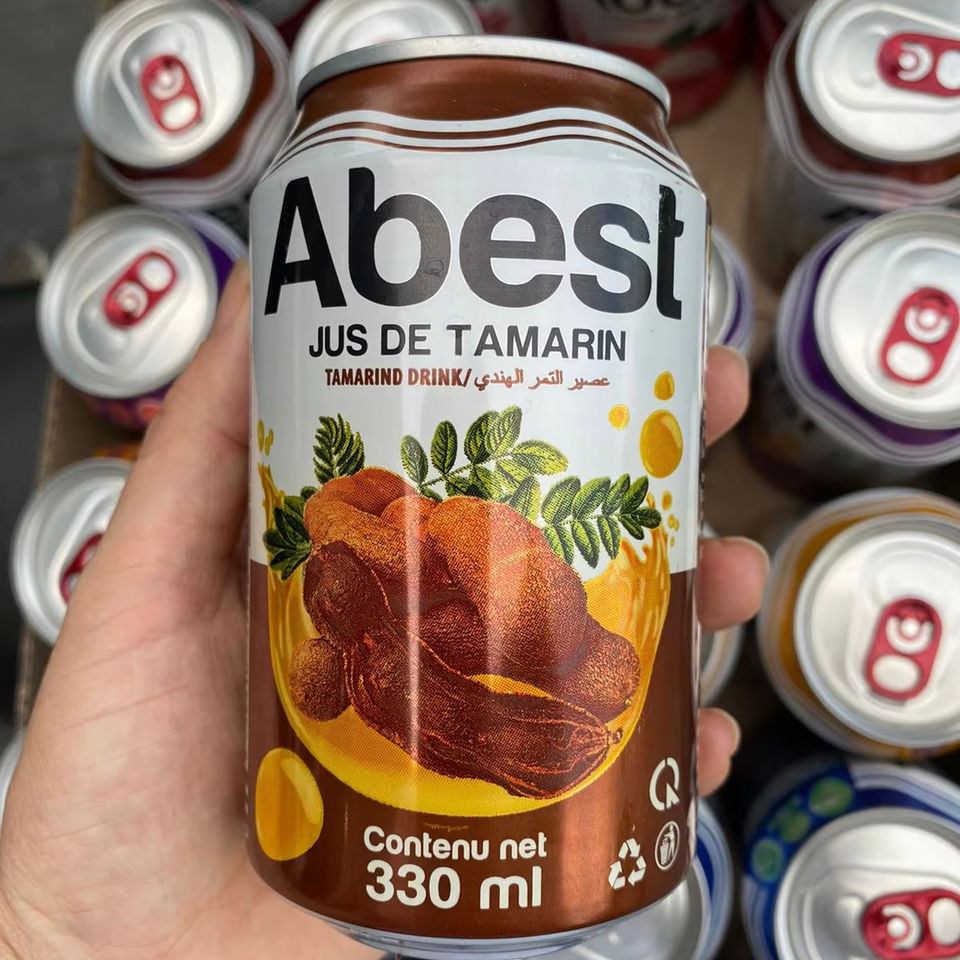 Abest
JUS DE TAMARIN
TAMARIND DRINK/ عصير التمر الهندي
Contenu net
330 ml